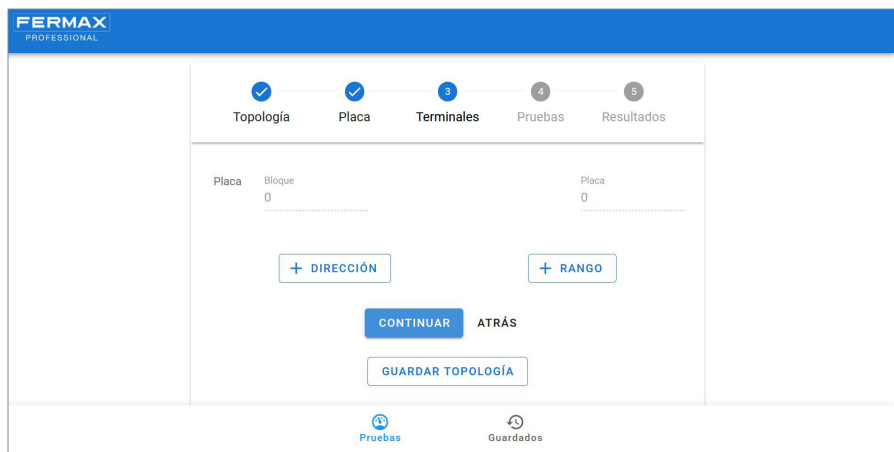 FERMAX
PROFESSIONAL
3 4 5
Topología Placa Terminales Pruebas Resultados
Placa Bloque Placa
0 0
+ DIRECCIÓN + RANGO
CONTINUAR ATRÁS
GUARDAR TOPOLOGÍA
Pruebas Guardados